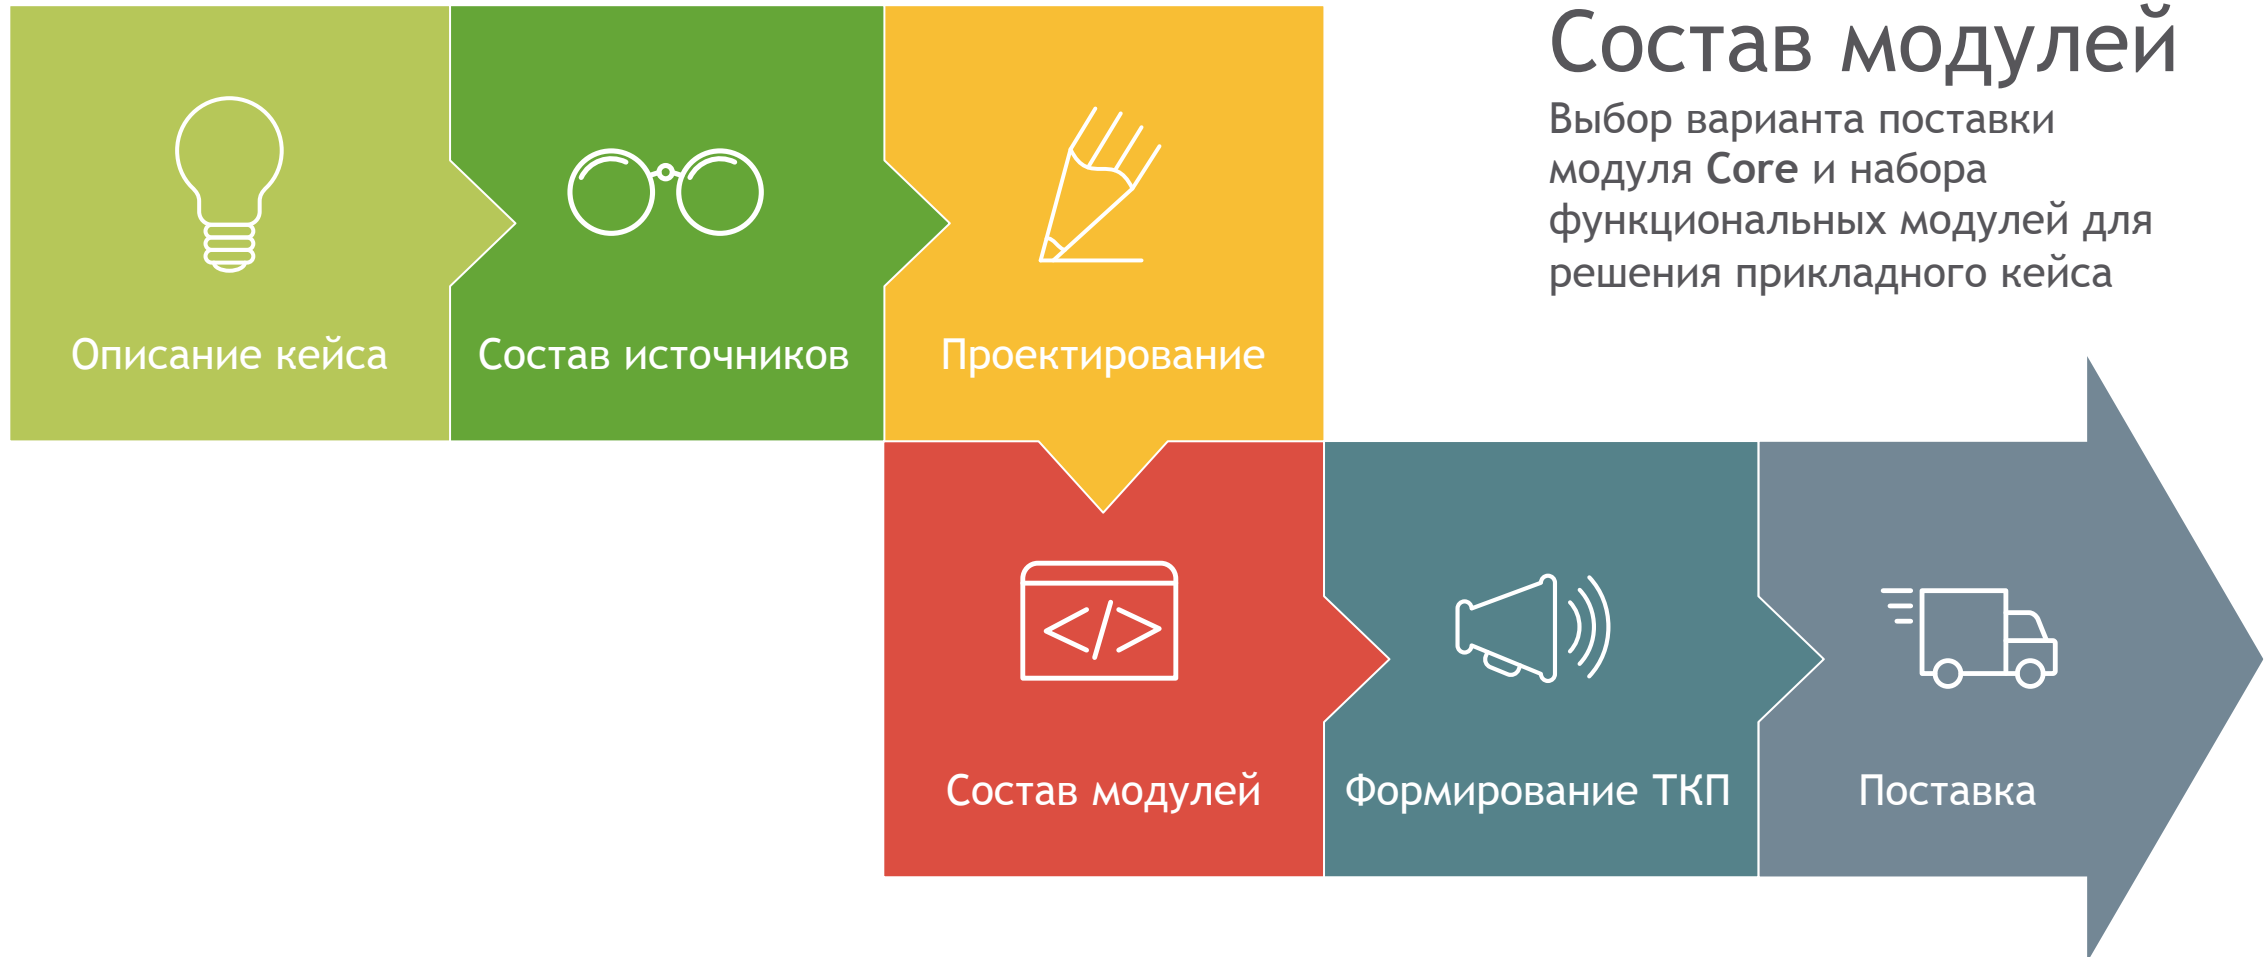 Состав модулей
Выбор варианта поставки
модуля Core и набора
функциональных модулей для
решения прикладного кейса
Описание кейса
Состав источников
Проектирование
Состав модулей
Формирование ТКП
Поставка